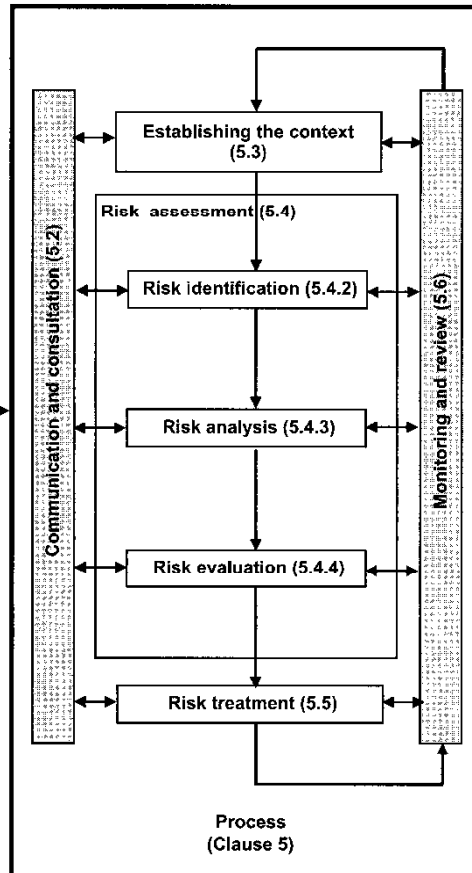 Establishing the context
(5.3)
Risk assessment (5.4)
Risk identification (5.4.2)
Risk analysis (5.4.3)
Risk evaluation (5.4.4)
Risk treatment (5.5)
Communication and consultation (5.2)
Monitoring and review (5.6)
Process
(Clause 5)